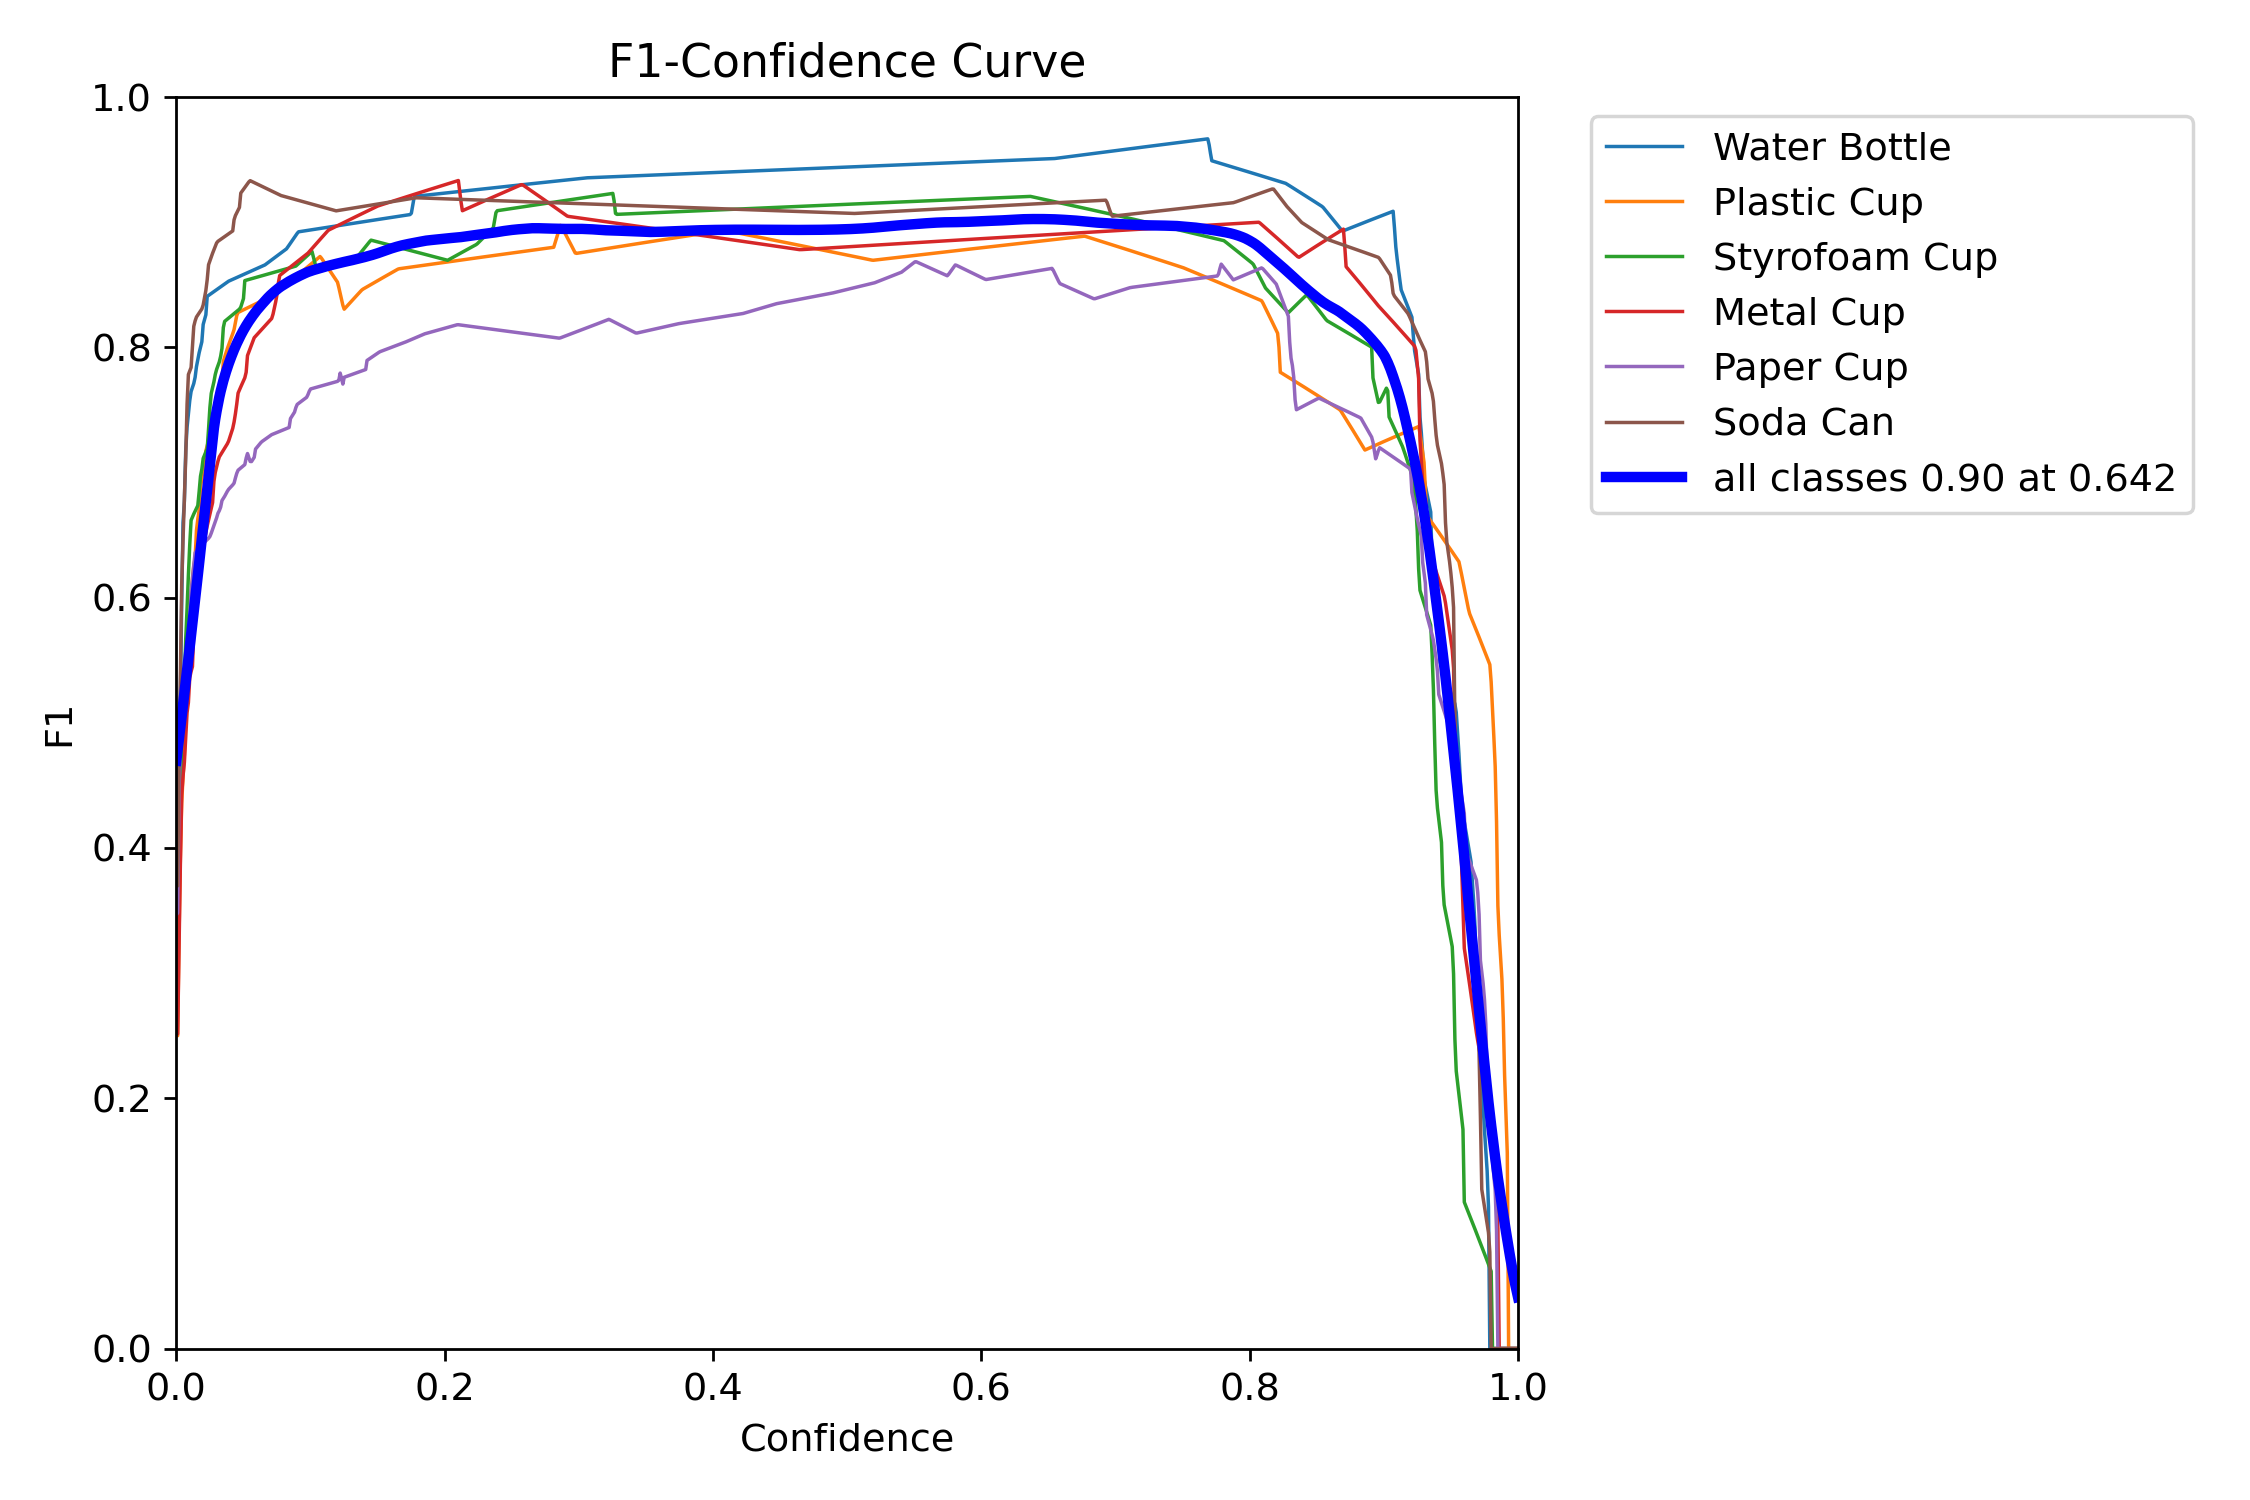 F1-Confidence Curve
1.0
0.8
0.6
0.4
0.2
0.0
F1
0.0 0.2 0.4 0.6 0.8 1.0
Confidence
Water Bottle
Plastic Cup
Styrofoam Cup
Metal Cup
Paper Cup
Soda Can
all classes 0.90 at 0.642